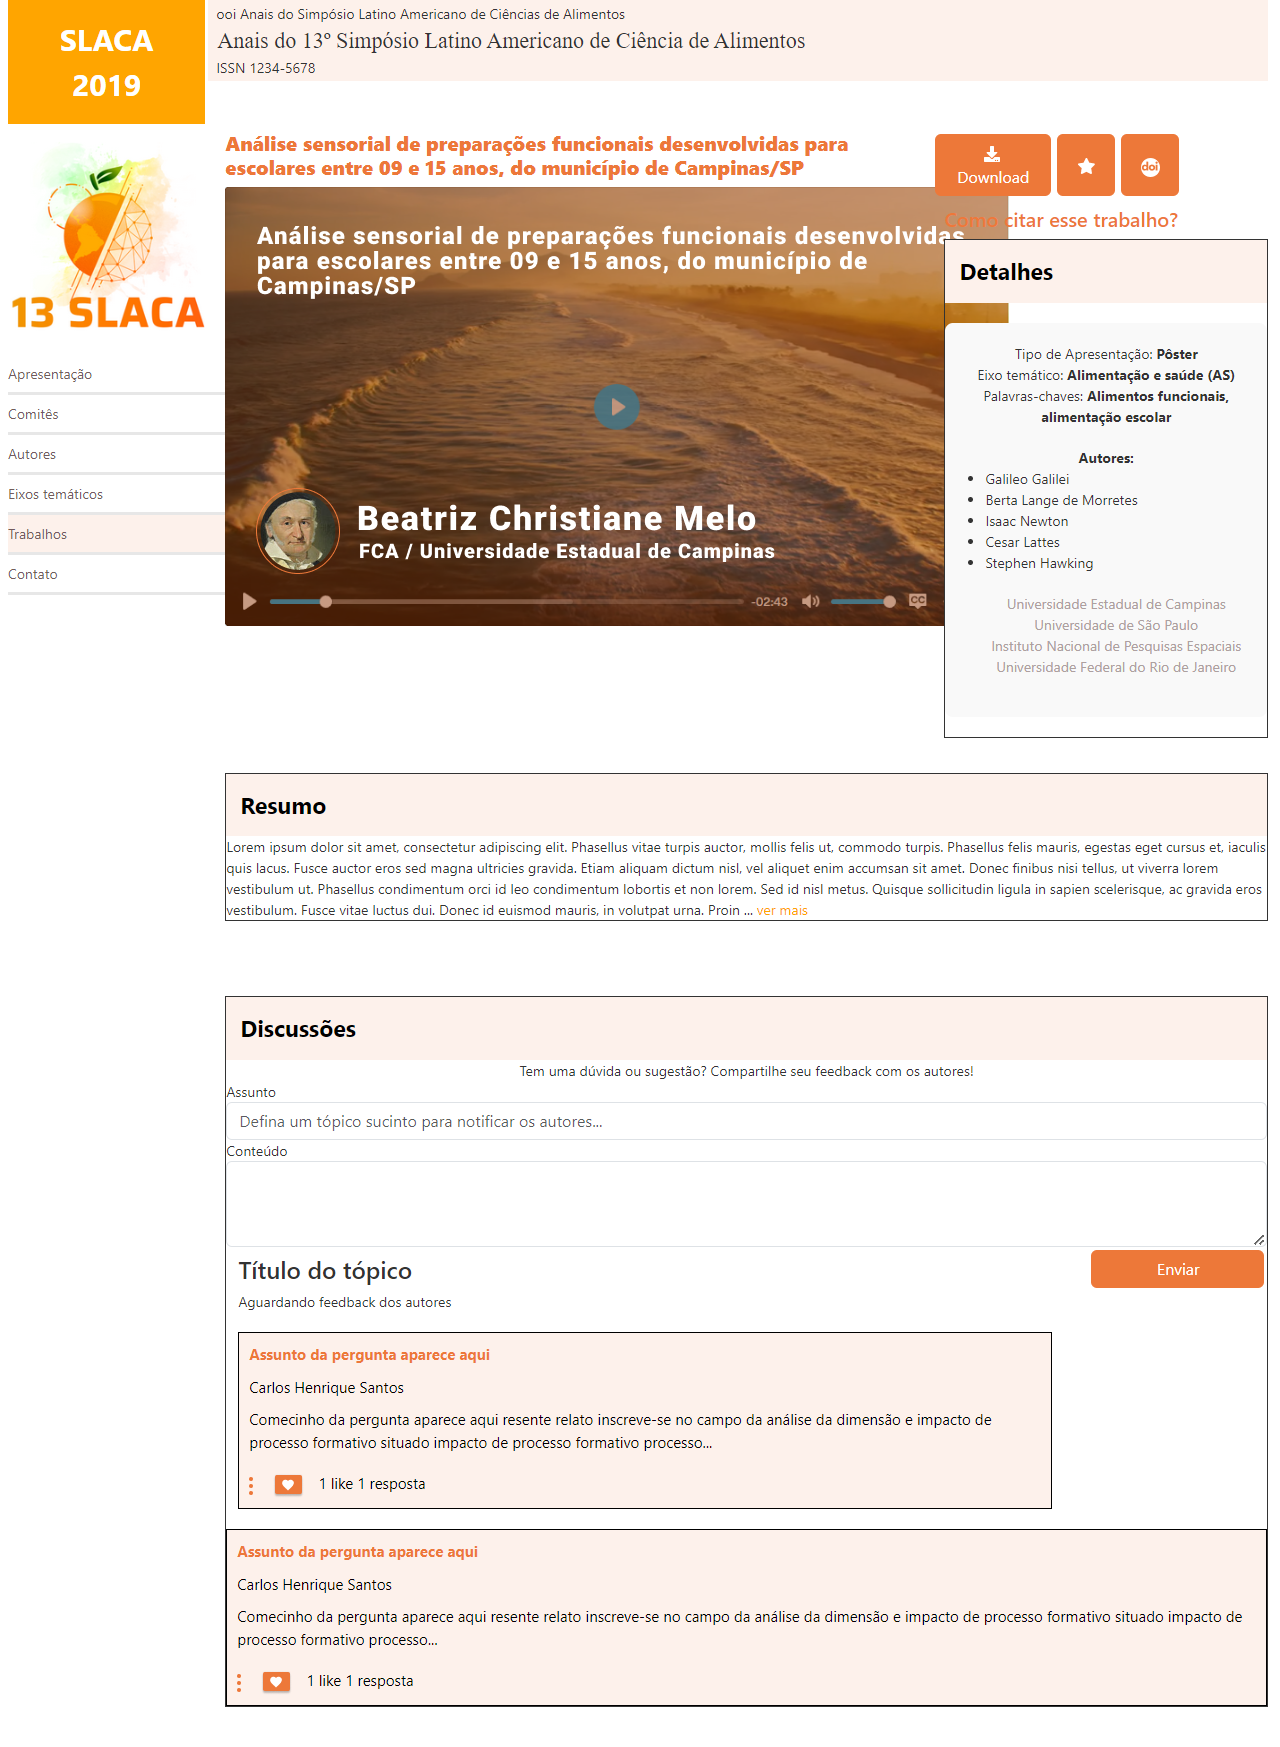 SLACA
2019
ooi Anais do Simpósio Latino Americano de Ciências de Alimentos
Anais do 13º Simpósio Latino Americano de Ciência de Alimentos
ISSN 1234-5678
13 SLACA
Apresentação
Comitês
Autores
Eixos temáticos
Trabalhos
Contato
Análise sensorial de preparações funcionais desenvolvidas para
escolares entre 09 e 15 anos, do município de Campinas/SP
Análise sensorial de preparações funcionais desenvolvidas
para escolares entre 09 e 15 anos, do município de
Campinas/SP
Beatriz Christiane Melo
FCA / Universidade Estadual de Campinas
-02:43
CC
Download
doi
Como citar esse trabalho?
Detalhes
Tipo de Apresentação: Pôster
Eixo temático: Alimentação e saúde (AS)
Palavras-chaves: Alimentos funcionais,
alimentação escolar
Autores:
• Galileo Galilei
• Berta Lange de Morretes
• Isaac Newton
• Cesar Lattes
• Stephen Hawking
Universidade Estadual de Campinas
Universidade de São Paulo
Instituto Nacional de Pesquisas Espaciais
Universidade Federal do Rio de Janeiro
Resumo
Lorem ipsum dolor sit amet, consectetur adipiscing elit. Phasellus vitae turpis auctor, mollis felis ut, commodo turpis. Phasellus felis mauris, egestas eget cursus et, iaculis
quis lacus. Fusce auctor eros sed magna ultricies gravida. Etiam aliquam dictum nisl, vel aliquet enim accumsan sit amet. Donec finibus nisi tellus, ut viverra lorem
vestibulum ut. Phasellus condimentum orci id leo condimentum lobortis et non lorem. Sed id nisl metus. Quisque sollicitudin ligula in sapien scelerisque, ac gravida eros
vestibulum. Fusce vitae luctus dui. Donec id euismod mauris, in volutpat urna. Proin ... ver mais
Discussões
Tem uma dúvida ou sugestão? Compartilhe seu feedback com os autores!
Assunto
Defina um tópico sucinto para notificar os autores...
Conteúdo
Título do tópico
Enviar
Aguardando feedback dos autores
Assunto da pergunta aparece aqui
Carlos Henrique Santos
Comecinho da pergunta aparece aqui resente relato inscreve-se no campo da análise da dimensão e impacto de
processo formativo situado impacto de processo formativo processo...
1 like 1 resposta
Assunto da pergunta aparece aqui
Carlos Henrique Santos
Comecinho da pergunta aparece aqui resente relato inscreve-se no campo da análise da dimensão e impacto de processo formativo situado impacto de
processo formativo processo...
1 like 1 resposta